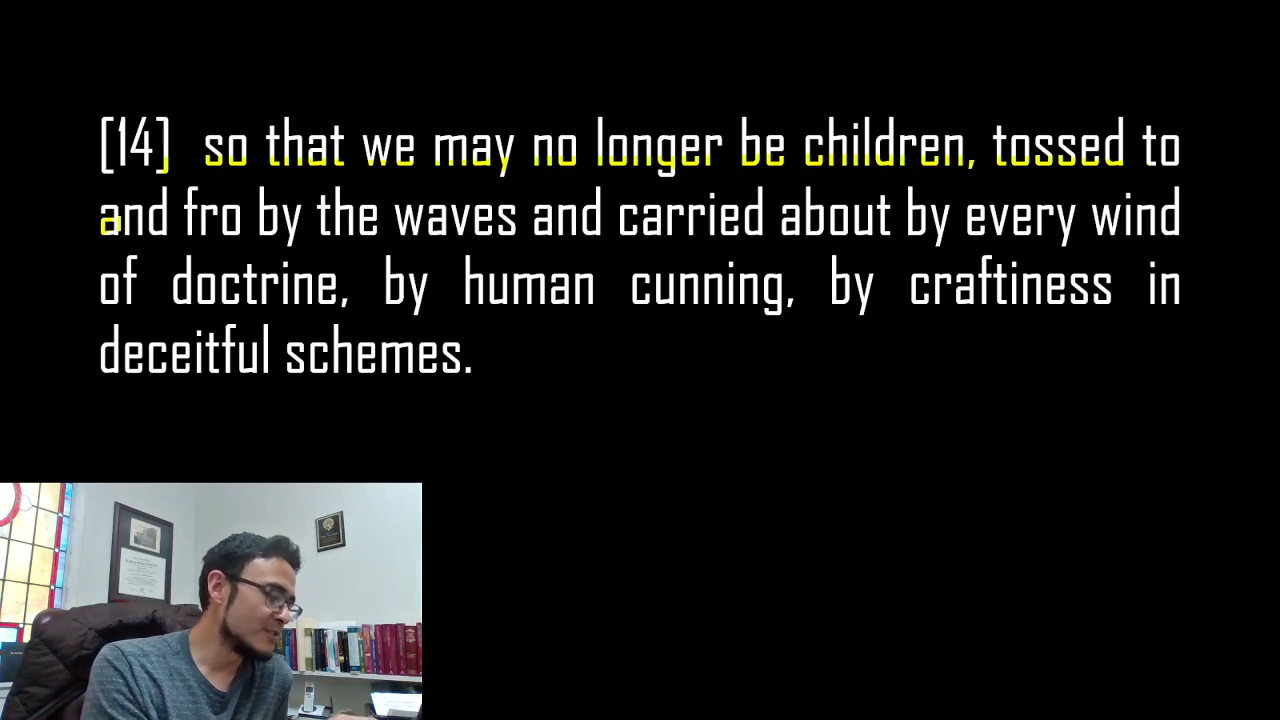 [14] so that we may no longer be children, tossed to
and fro by the waves and carried about by every wind
of doctrine, by human cunning, by craftiness in
deceitful schemes.